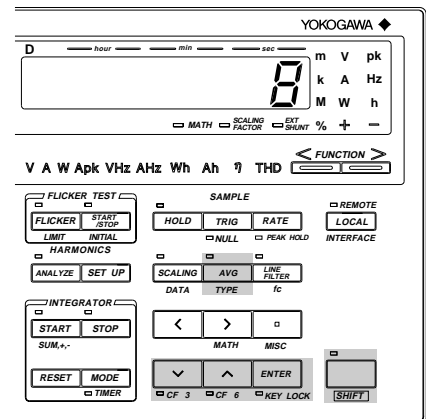 YOKOGAWA
D hour min sec
m V pk
8
k A Hz
M W h
MATH SCALING FACTOR EXT SHUNT % + −
< FUNCTION >
V A W Apk VHz AHz Wh Ah η THD
FLICKER TEST SAMPLE REMOTE
FLICKER START /STOP HOLD TRIG RATE LOCAL
LIMIT INITIAL NULL PEAK HOLD INTERFACE
HARMONICS
ANALYZE SET UP SCALING AVG LINE FILTER
DATA TYPE fc
INTEGRATOR
START STOP
SUM,+,- MATH MISC
RESET MODE ENTER
TIMER CF 3 CF 6 KEY LOCK SHIFT